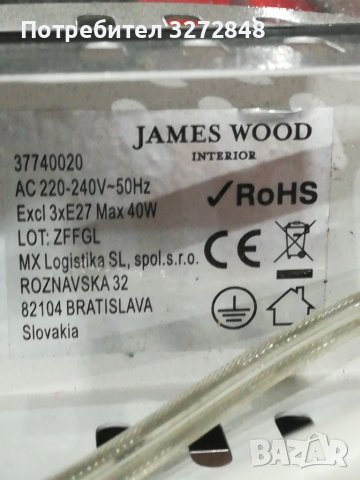 Потребител 3272848
JAMES WOOD
INTERIOR
37740020
AC 220-240V~50Hz
Excl 3xE27 Max 40W
LOT: ZFFGL
MX Logistika SL, spol.s.r.o.
ROZNAVSKA 32
82104 BRATISLAVA
Slovakia
✓RoHS
CE
BAZAR